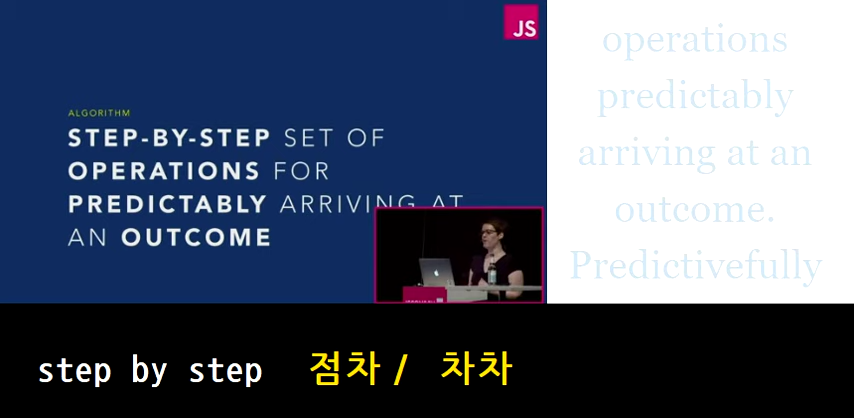 JS
ALGORITHM
STEP-BY-STEP SET OF
OPERATIONS FOR
PREDICTABLY ARRIVING AT
AN OUTCOME
operations
predictably
arriving at an
outcome.
Predictivefully
step by step 점차 / 차차